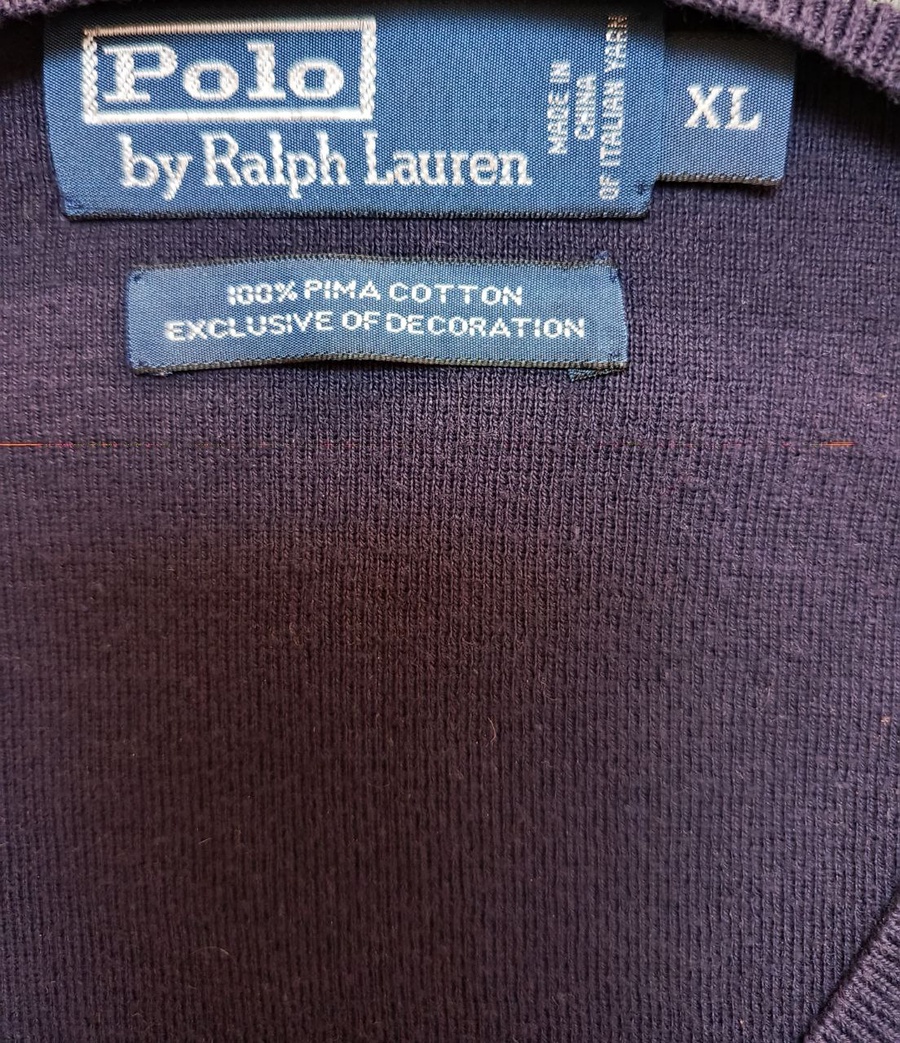 Polo
by Ralph Lauren
MADE IN
CHINA
OF ITALIAN YARN
XL
100% PIMA COTTON
EXCLUSIVE OF DECORATION